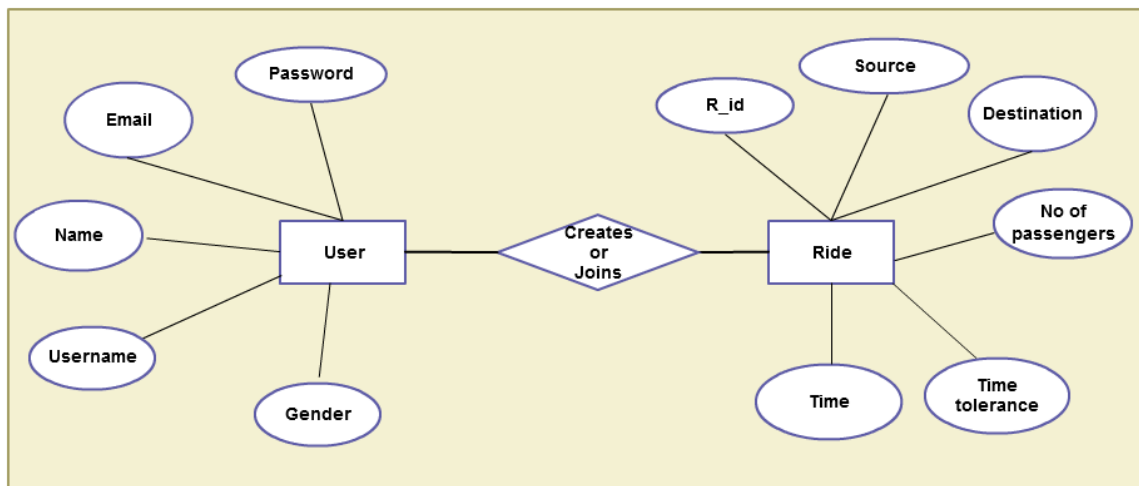 Password
Email
Name
User
Username
Gender
Creates
or
Joins
Source
R_id
Destination
No of
passengers
Ride
Time
tolerance
Time